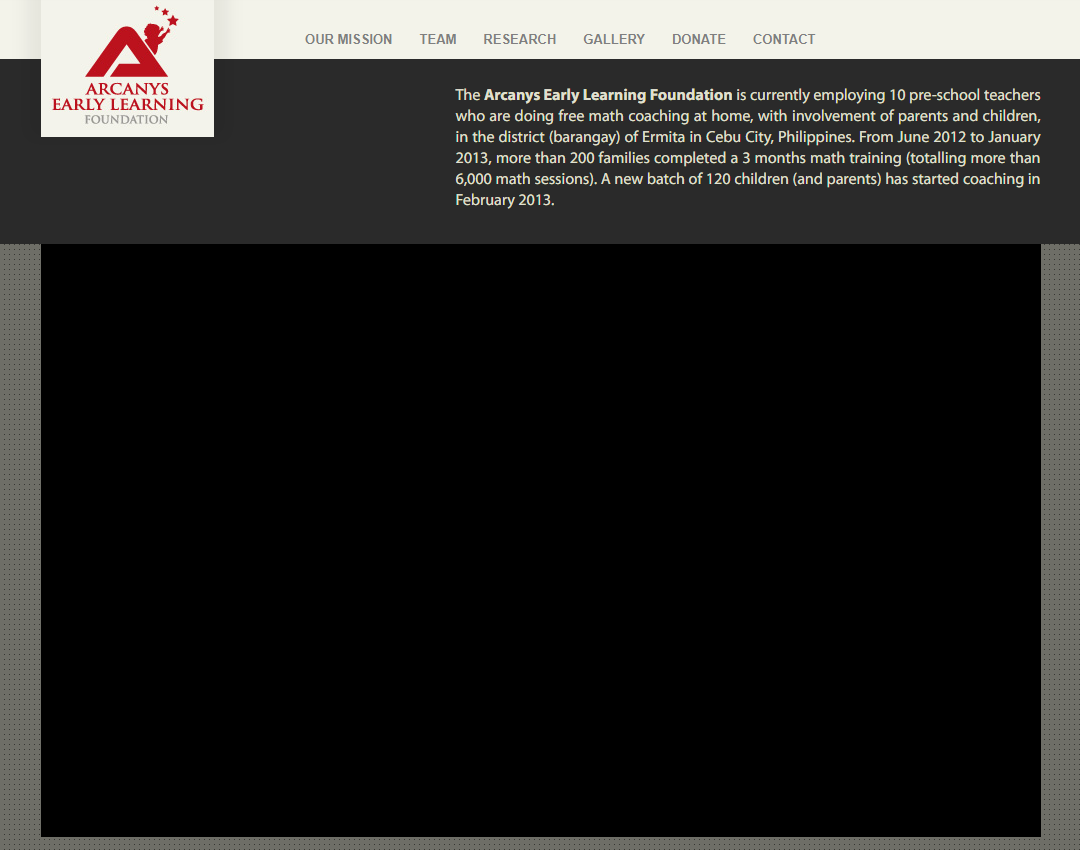 ARCANYS
EARLY LEARNING
FOUNDATION
OUR MISSION TEAM RESEARCH GALLERY DONATE CONTACT
The Arcanys Early Learning Foundation is currently employing 10 pre-school teachers
who are doing free math coaching at home, with involvement of parents and children,
in the district (barangay) of Ermita in Cebu City, Philippines. From June 2012 to January
2013, more than 200 families completed a 3 months math training (totalling more than
6,000 math sessions). A new batch of 120 children (and parents) has started coaching in
February 2013.